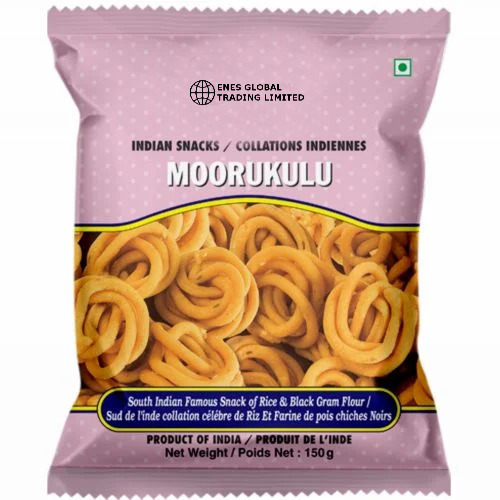 ENES GLOBAL
TRADING LIMITED
INDIAN SNACKS / COLLATIONS INDIENNES
MOORUKULU
South Indian Famous Snack of Rice & Black Gram Flour /
Sud de l'inde collation célébre de Riz Et Farine de pois chiches Noirs
PRODUCT OF INDIA / PRODUIT DE L'INDE
Net Weight / Poids Net : 150 g